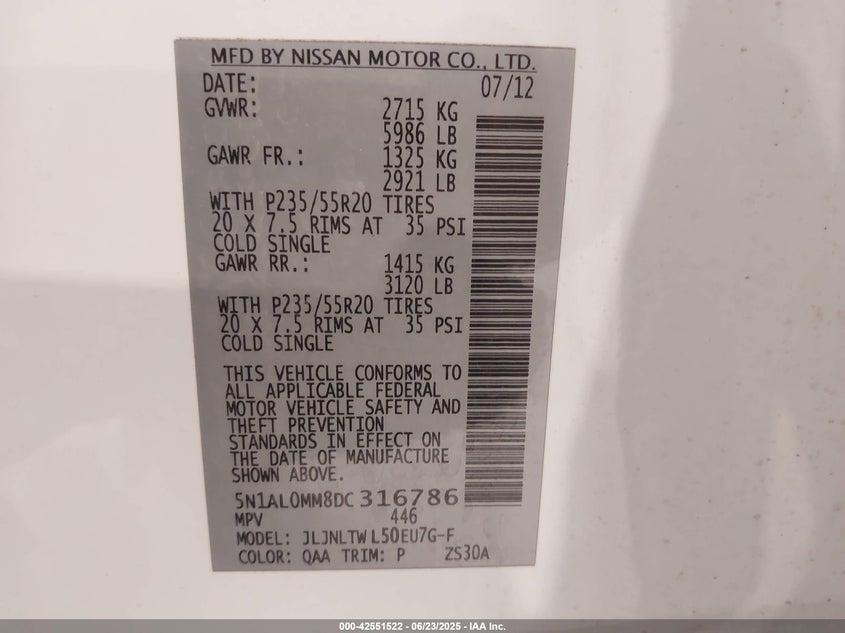 MFD BY NISSAN MOTOR CO., LTD.
DATE: 07/12
GVWR: 2715 KG
5986 LB
GAWR FR.: 1325 KG
2921 LB
WITH P235/55R20 TIRES
20 X 7.5 RIMS AT 35 PSI
COLD SINGLE
GAWR RR.: 1415 KG
3120 LB
WITH P235/55R20 TIRES
20 X 7.5 RIMS AT 35 PSI
COLD SINGLE
THIS VEHICLE CONFORMS TO
ALL APPLICABLE FEDERAL
MOTOR VEHICLE SAFETY AND
THEFT PREVENTION
STANDARDS IN EFFECT ON
THE DATE OF MANUFACTURE
SHOWN ABOVE.
5N1AL0MM8DC 316786
MPV 446
MODEL: JLJNLTW L50EU7G-F
COLOR: QAA TRIM: P ZS30A
000-42551522 - 06/23/2025 - IAA Inc.